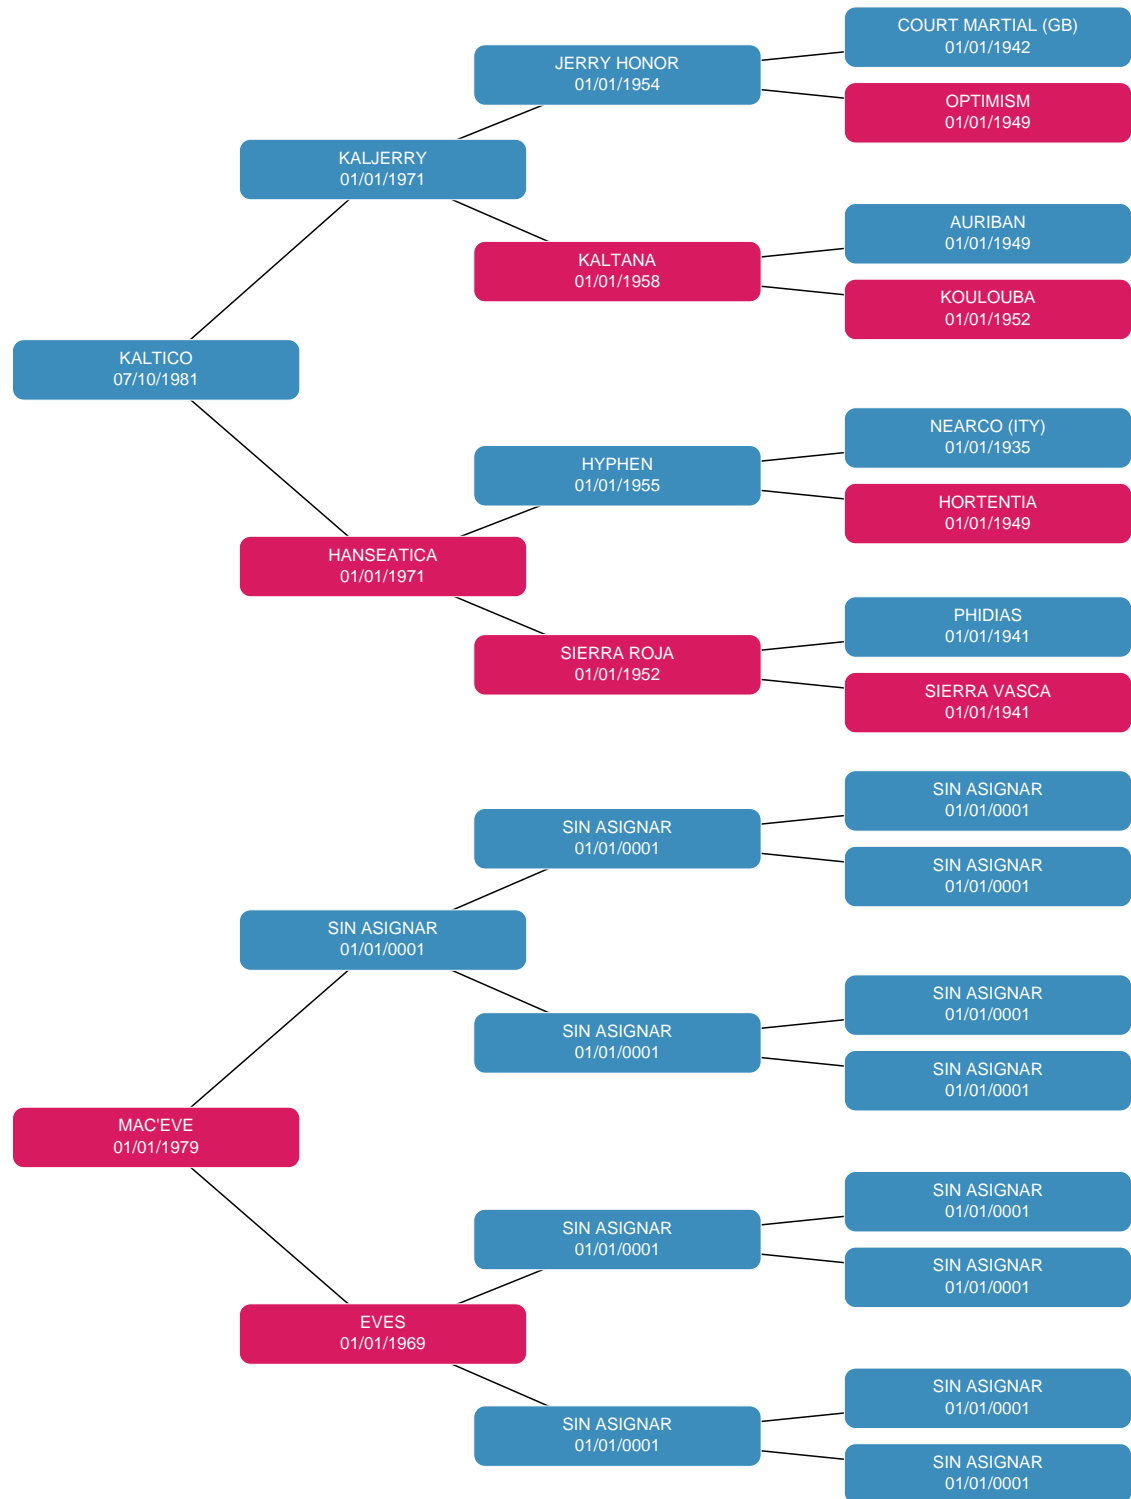 COURT MARTIAL (GB)
01/01/1942
JERRY HONOR
01/01/1954
OPTIMISM
01/01/1949
KALJERRY
01/01/1971
AURIBAN
01/01/1949
KALTANA
01/01/1958
KOULOUBA
01/01/1952
KALTICO
07/10/1981
NEARCO (ITY)
01/01/1935
HYPHEN
01/01/1955
HORTENTIA
01/01/1949
HANSEATICA
01/01/1971
PHIDIAS
01/01/1941
SIERRA ROJA
01/01/1952
SIERRA VASCA
01/01/1941
SIN ASIGNAR
01/01/0001
SIN ASIGNAR
01/01/0001
SIN ASIGNAR
01/01/0001
SIN ASIGNAR
01/01/0001
SIN ASIGNAR
01/01/0001
SIN ASIGNAR
01/01/0001
SIN ASIGNAR
01/01/0001
MAC'EVE
01/01/1979
SIN ASIGNAR
01/01/0001
SIN ASIGNAR
01/01/0001
SIN ASIGNAR
01/01/0001
EVES
01/01/1969
SIN ASIGNAR
01/01/0001
SIN ASIGNAR
01/01/0001
SIN ASIGNAR
01/01/0001